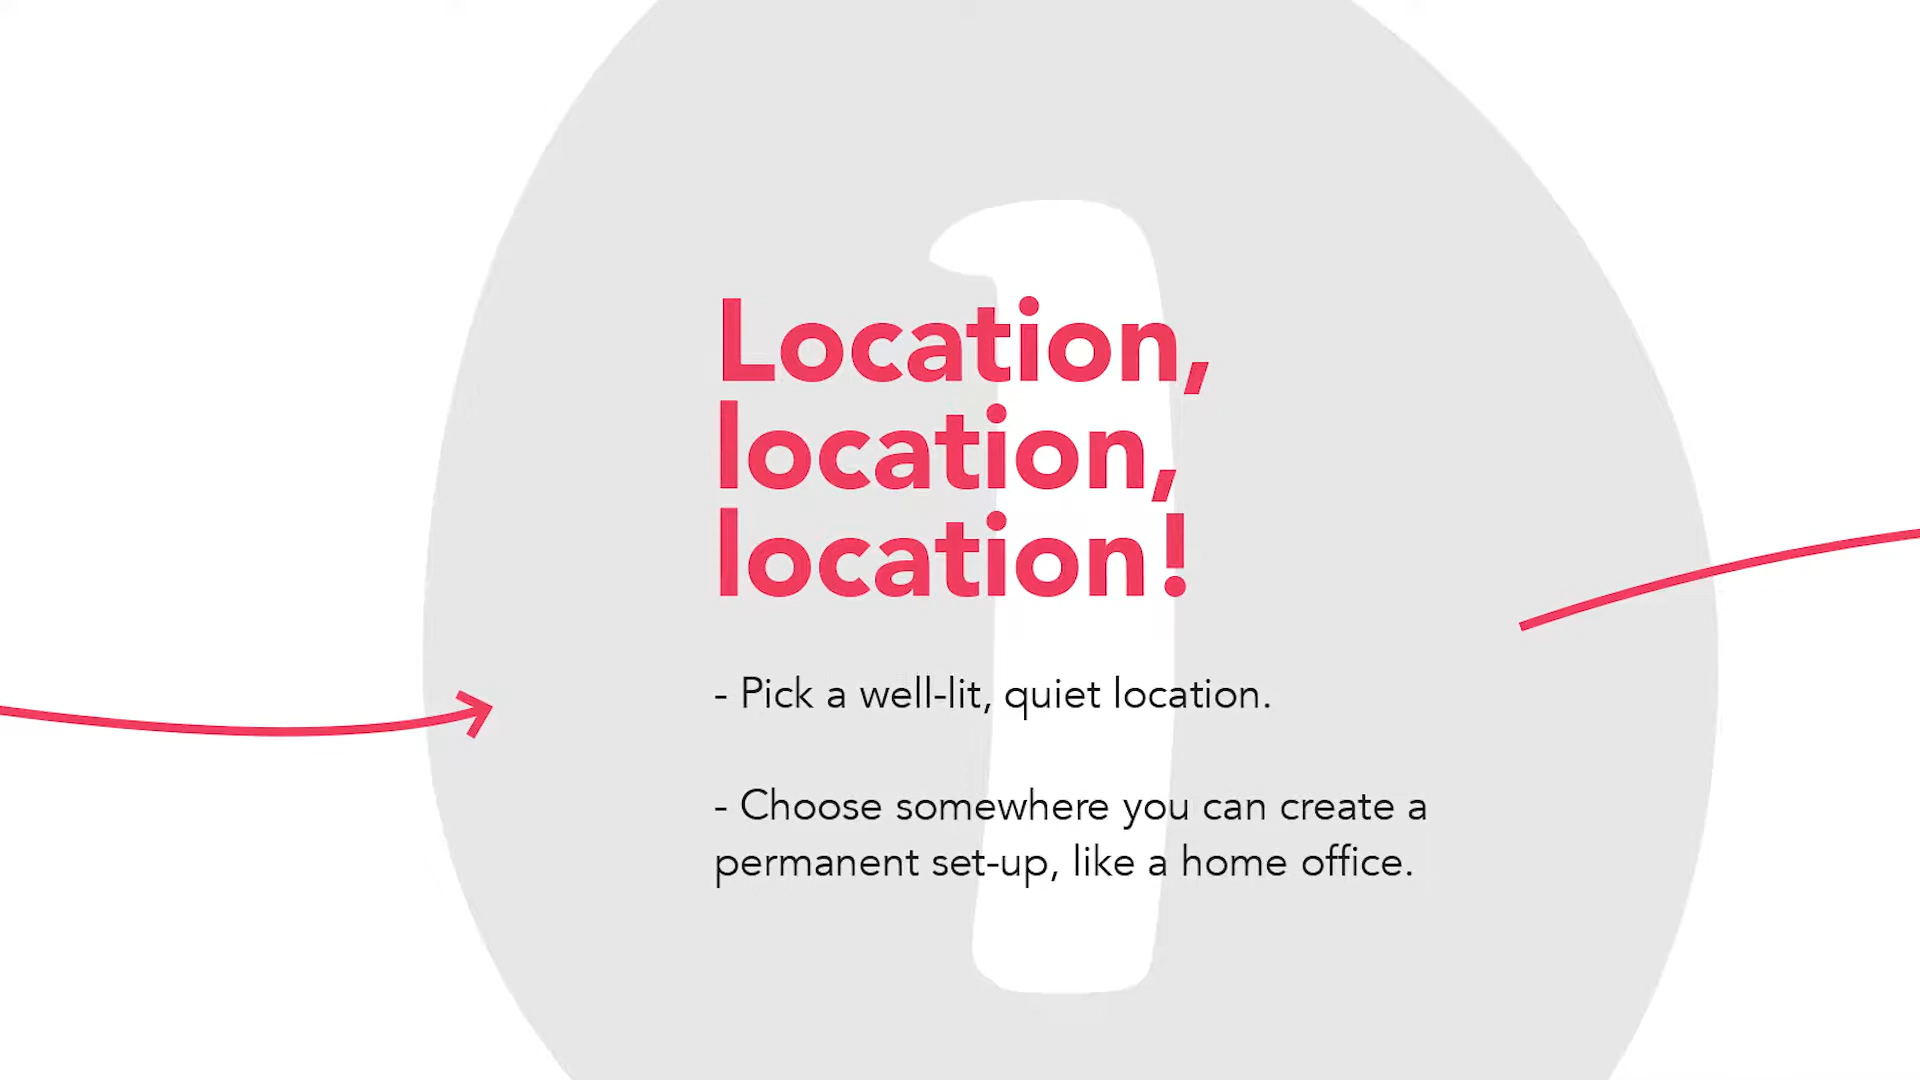 1
Location,
location,
location!
- Pick a well-lit, quiet location.
- Choose somewhere you can create a
permanent set-up, like a home office.